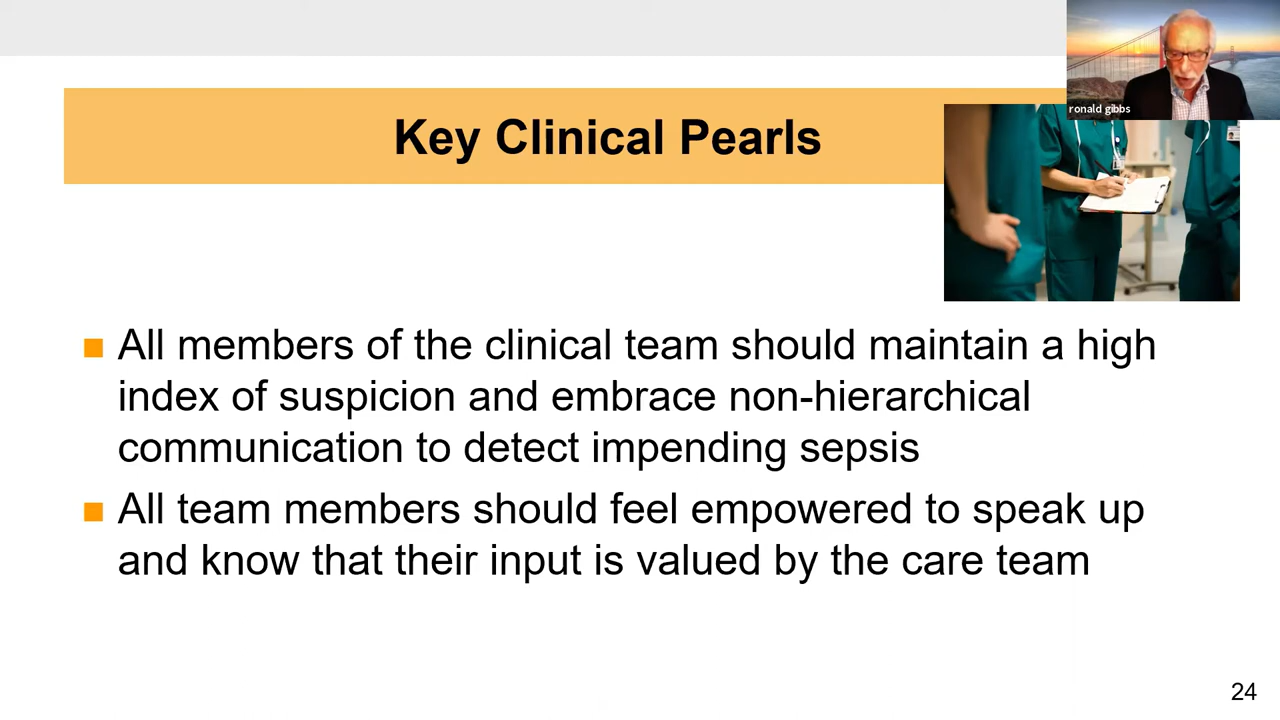 ronald gibbs
Key Clinical Pearls
All members of the clinical team should maintain a high
index of suspicion and embrace non-hierarchical
communication to detect impending sepsis
All team members should feel empowered to speak up
and know that their input is valued by the care team
24